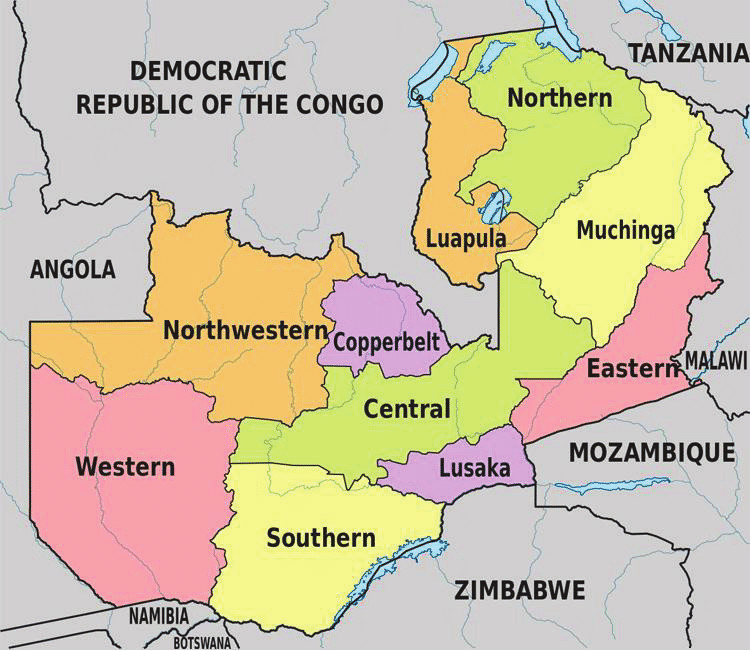 TANZANIA
DEMOCRATIC
REPUBLIC OF THE CONGO
Northern
Muchinga
Luapula
ANGOLA
Northwestern
Copperbelt
Eastern
MALAWI
Central
MOZAMBIQUE
Western
Lusaka
Southern
ZIMBABWE
NAMIBIA
BOTSWANA